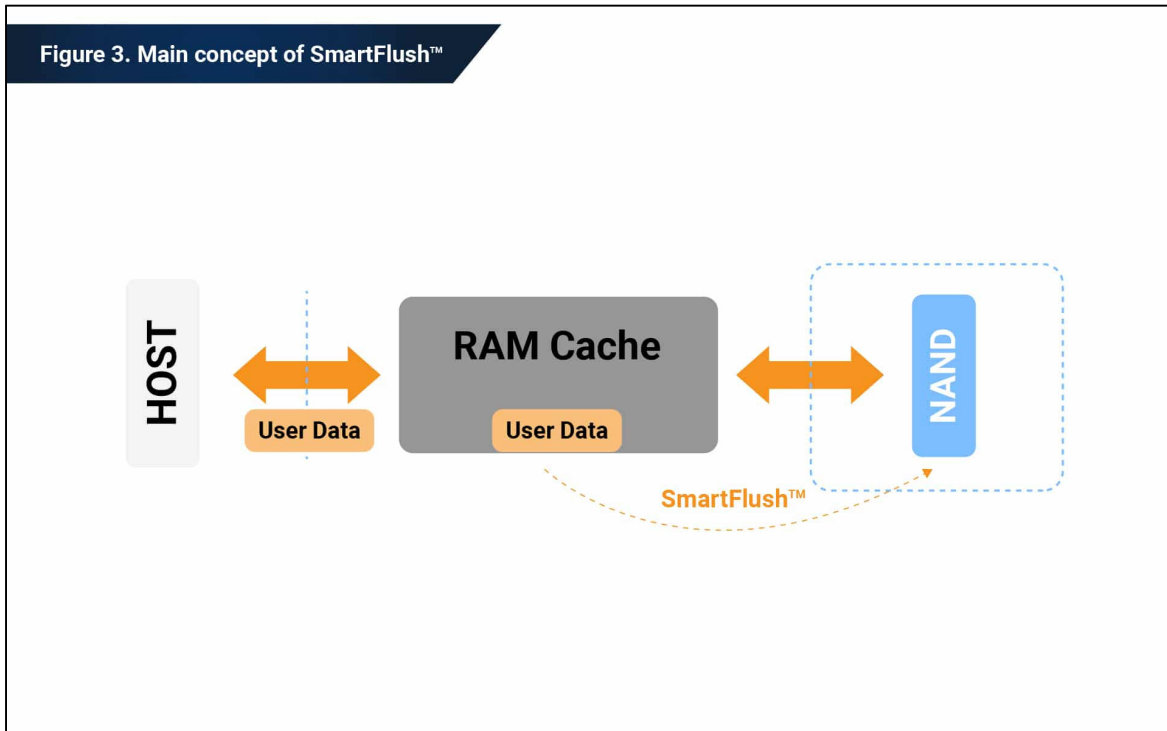 Figure 3. Main concept of SmartFlush™
HOST
User Data
RAM Cache
User Data
NAND
SmartFlush™